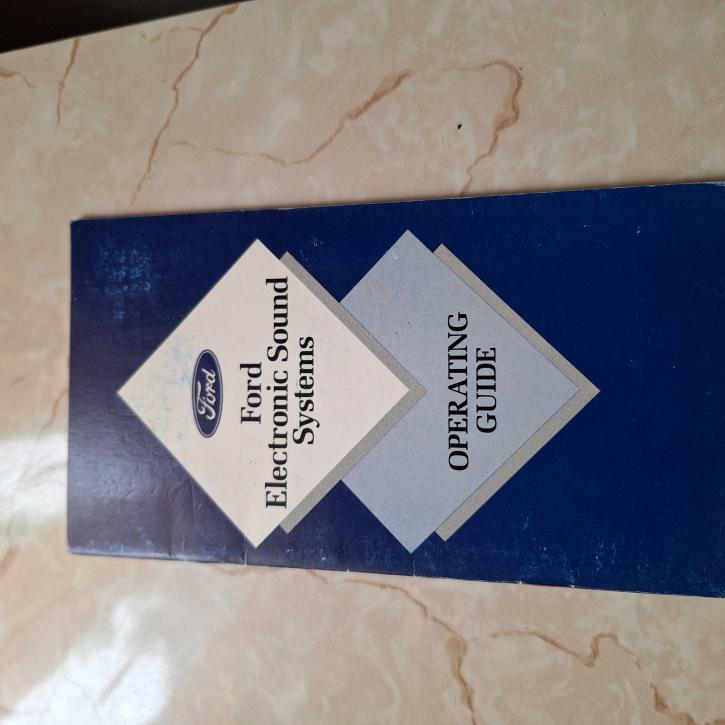 Ford
Ford
Electronic Sound
Systems
OPERATING
GUIDE